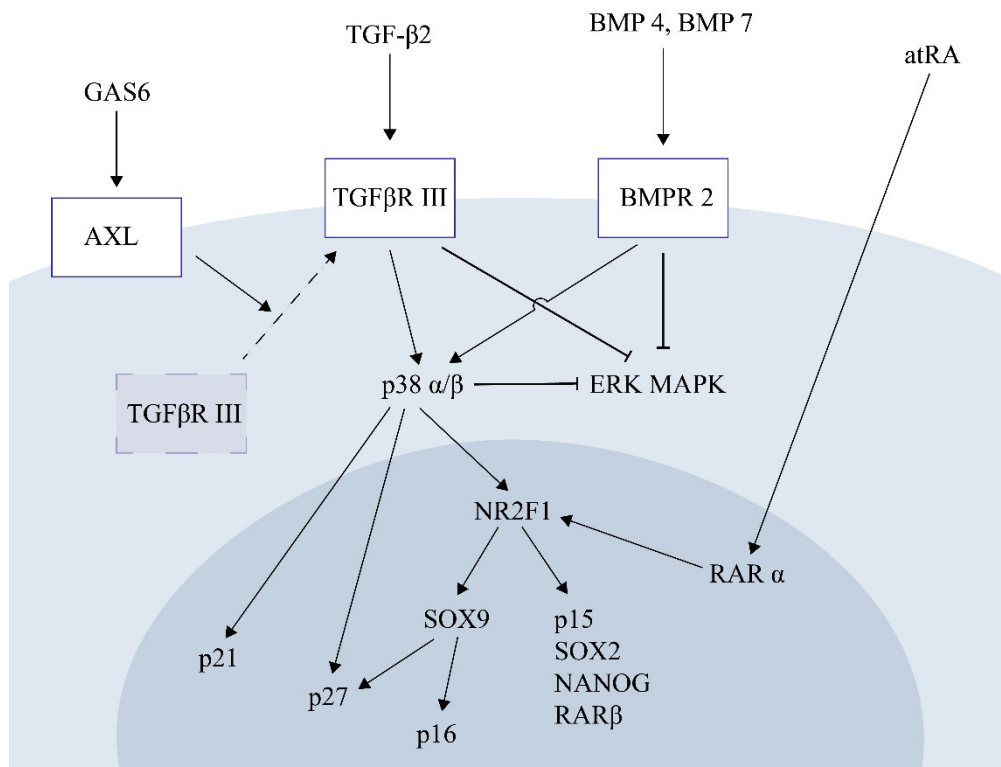 TGF-β2
BMP 4, BMP 7
atRA
GAS6
AXL
TGFβR III
BMPR 2
TGFβR III
p38 α/β
ERK MAPK
NR2F1
RAR α
SOX9
p15
SOX2
NANOG
RARβ
p21
p27
p16